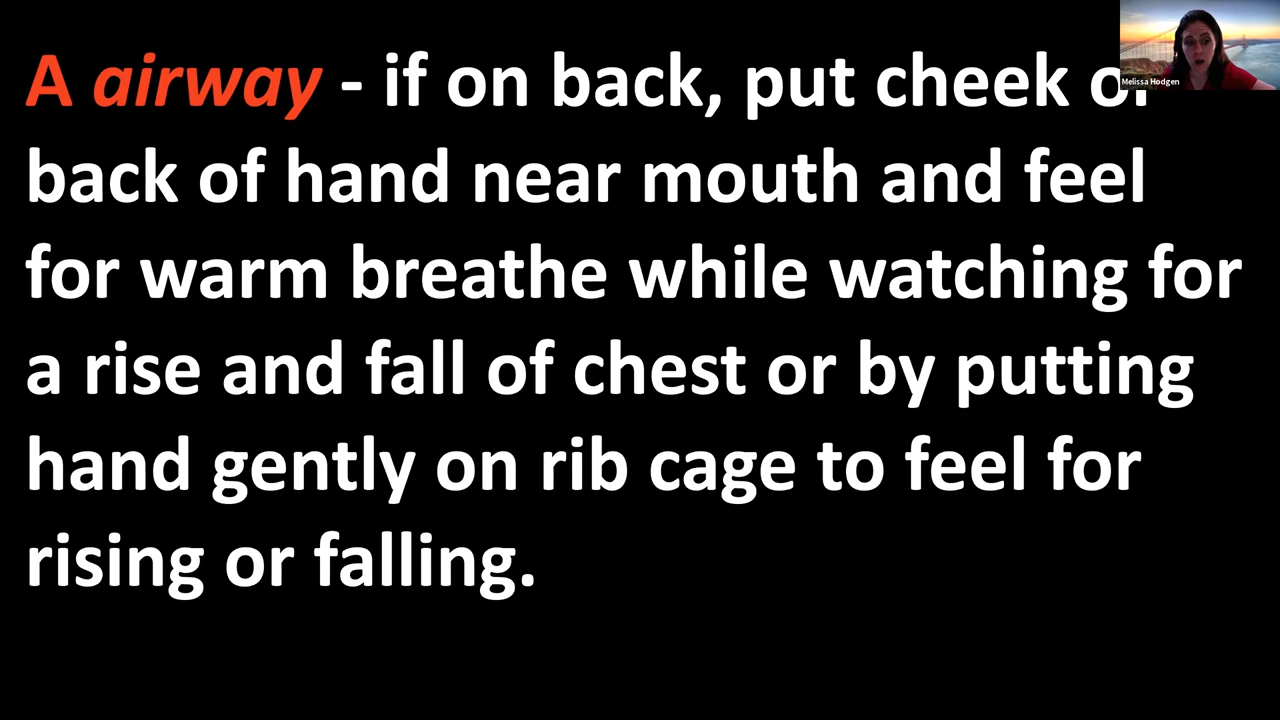 A airway - if on back, put cheek or
Melissa Hodgen
back of hand near mouth and feel
for warm breathe while watching for
a rise and fall of chest or by putting
hand gently on rib cage to feel for
rising or falling.